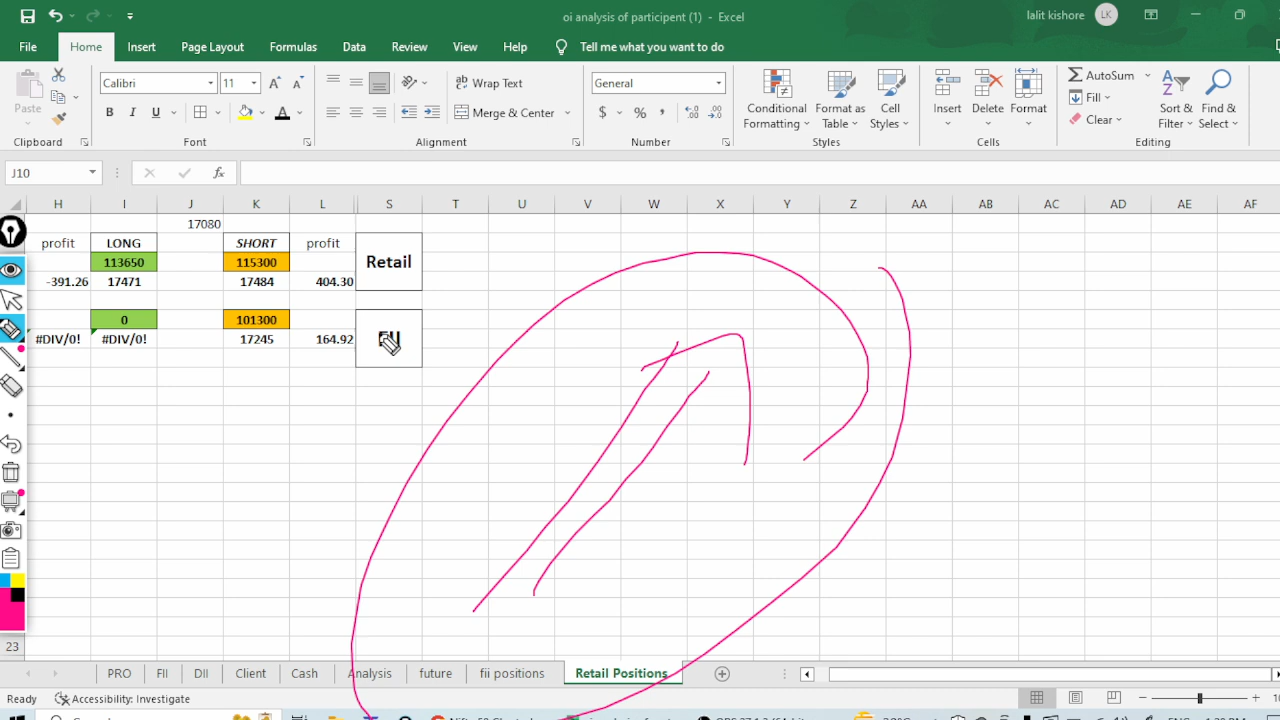 oi analysis of participent (1) - Excel
lalit kishore LK
File Home Insert Page Layout Formulas Data Review View Help Tell me what you want to do
Paste
Calibri 11
B I U
Wrap Text
Merge & Center
General
Conditional Formatting
Format as Table
Cell Styles
Insert
Delete
Format
AutoSum
Fill
Clear
Sort & Filter
Find & Select
Clipboard Font Alignment Number Styles Cells Editing
J10 fx
H I J K L S T U V W X Y Z AA AB AC AD AE AF
17080
profit LONG SHORT profit Retail
113650 115300
-391.26 17471 17484 404.30
0 101300
#DIV/0! #DIV/0! 17245 164.92
23
PRO FII DII Client Cash Analysis future fii positions Retail Positions
Ready Accessibility: Investigate